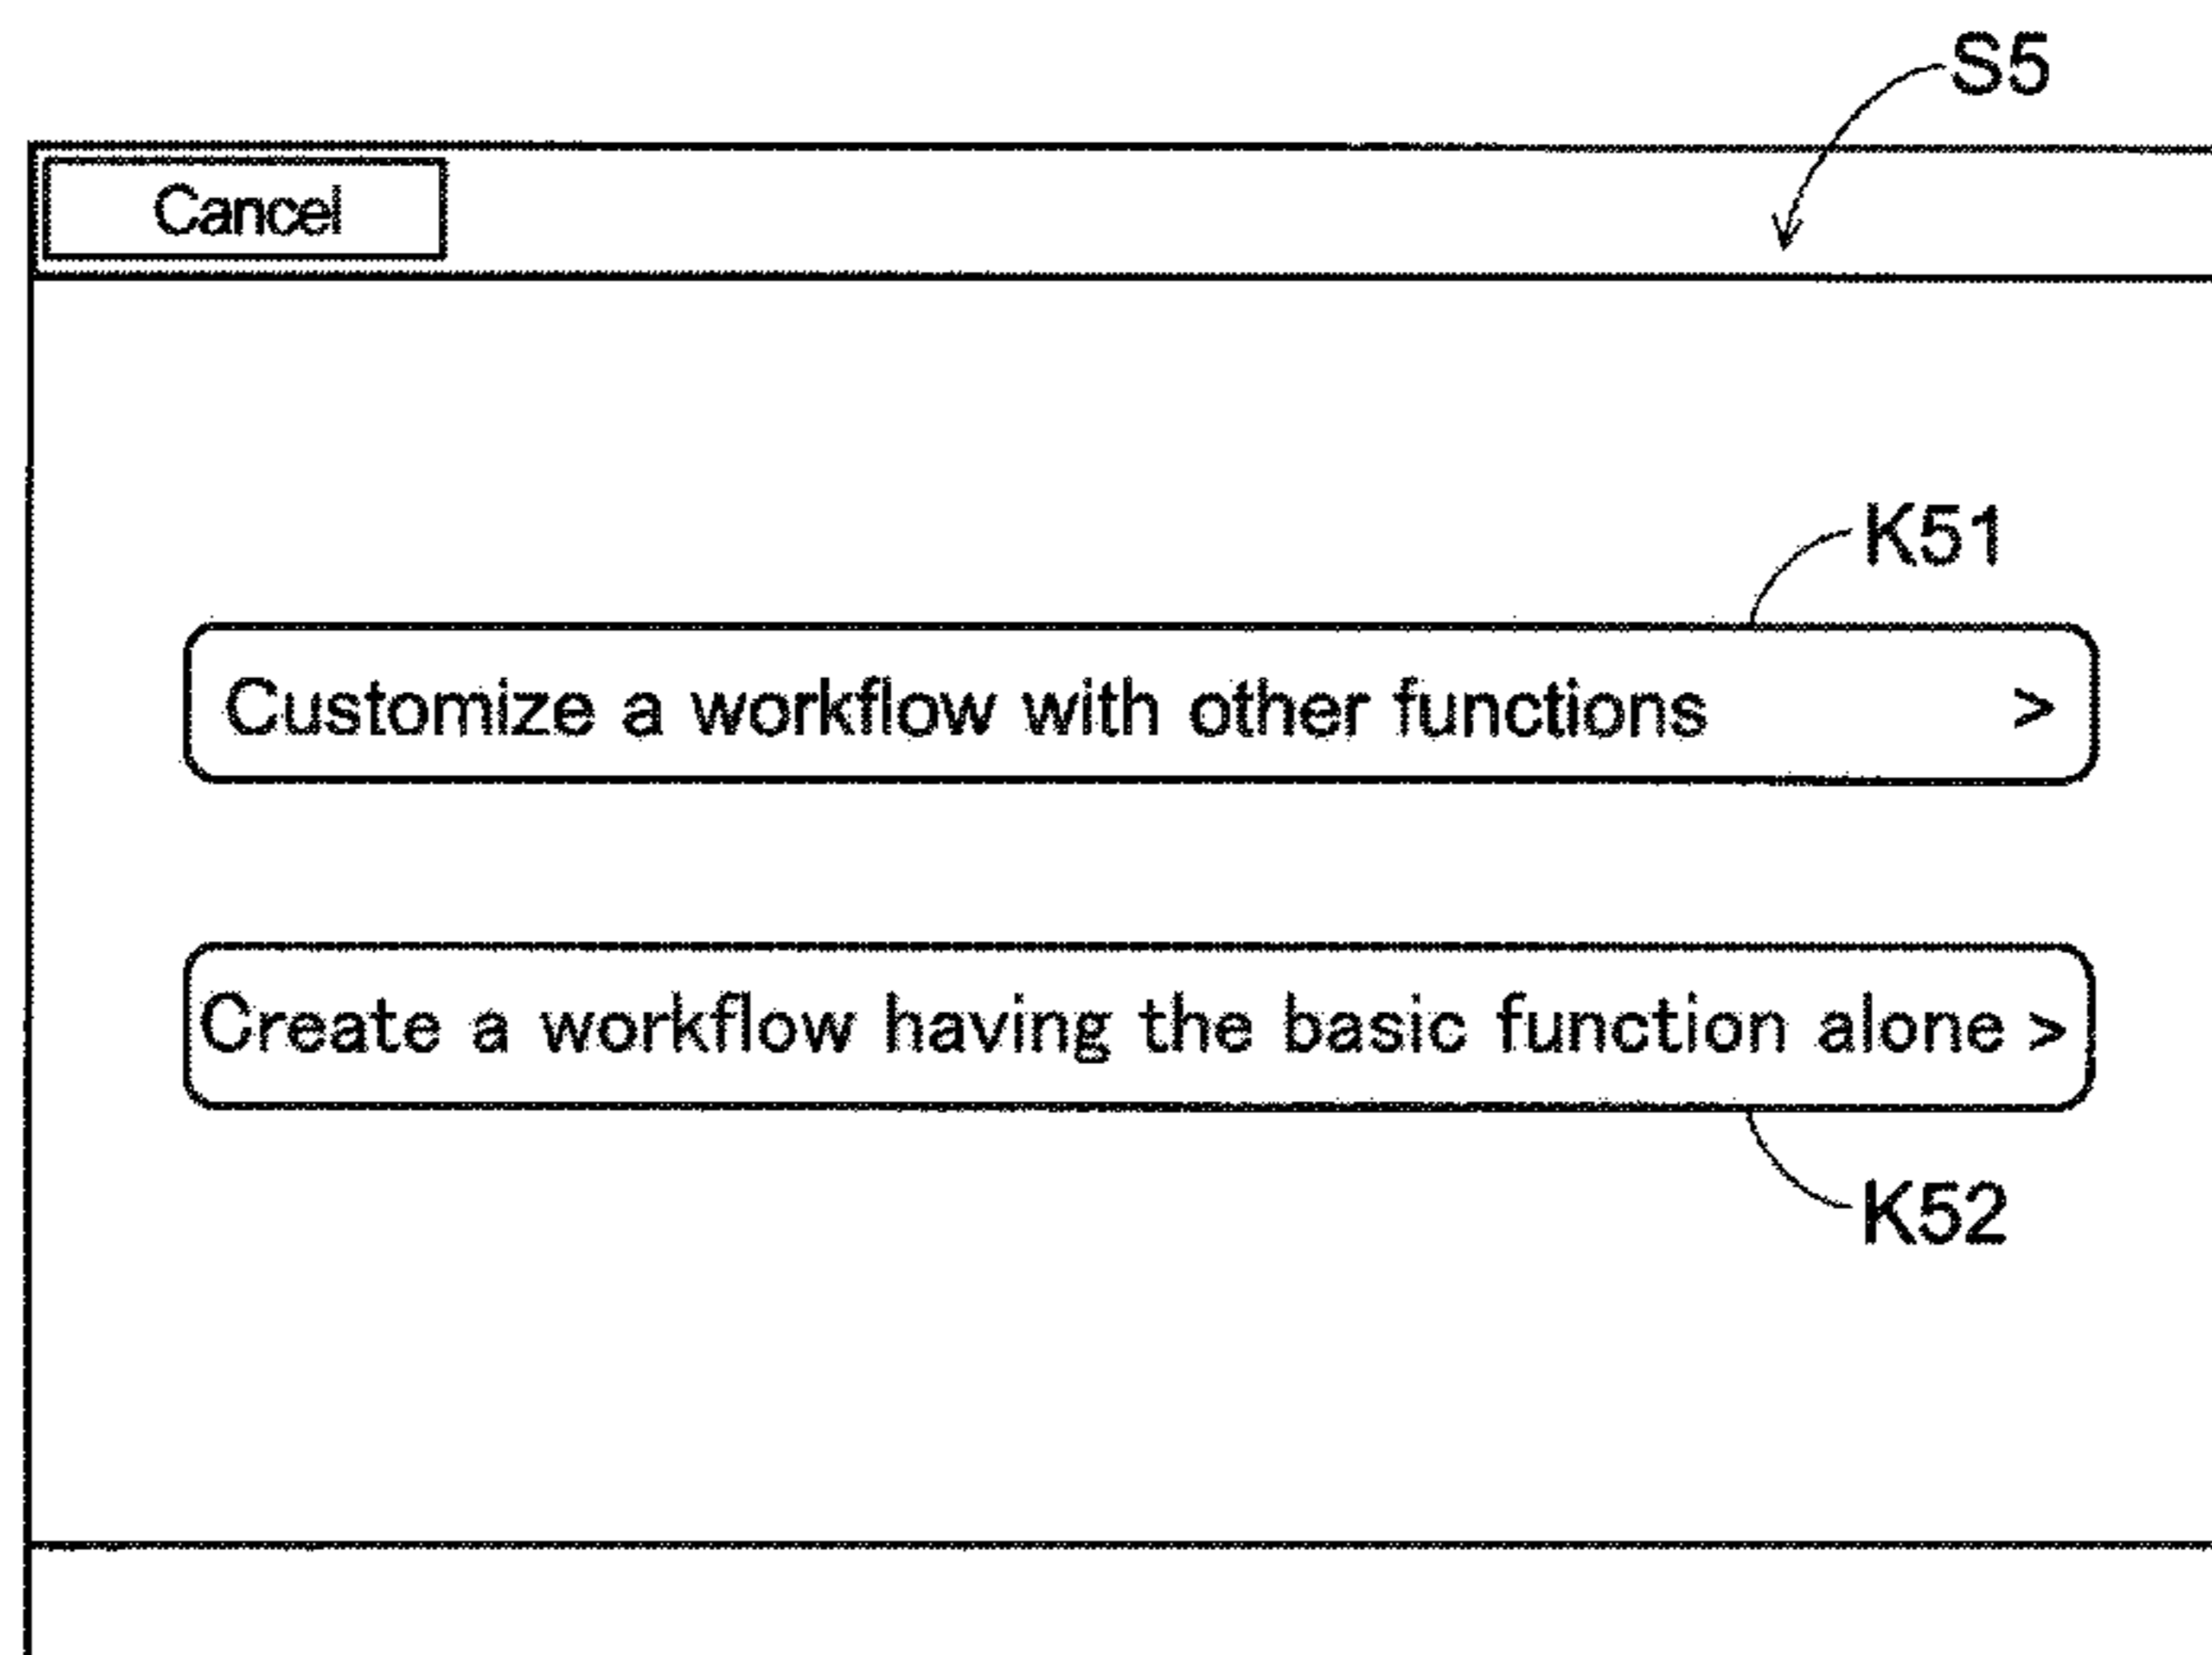 S5
Cancel
K51
Customize a workflow with other functions >
Create a workflow having the basic function alone >
K52